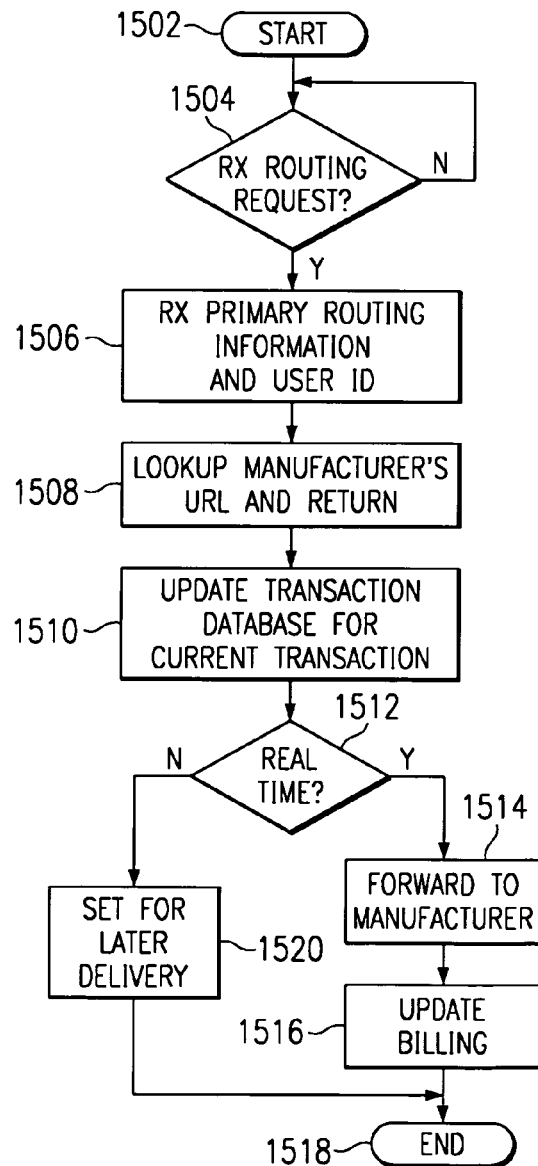 1502
START
1504
RX ROUTING
REQUEST?
N
Y
1506
RX PRIMARY ROUTING
INFORMATION
AND USER ID
1508
LOOKUP MANUFACTURER'S
URL AND RETURN
1510
UPDATE TRANSACTION
DATABASE FOR
CURRENT TRANSACTION
1512
N
REAL
TIME?
Y
1514
FORWARD TO
MANUFACTURER
SET FOR
LATER
DELIVERY
1520
1516
UPDATE
BILLING
1518
END